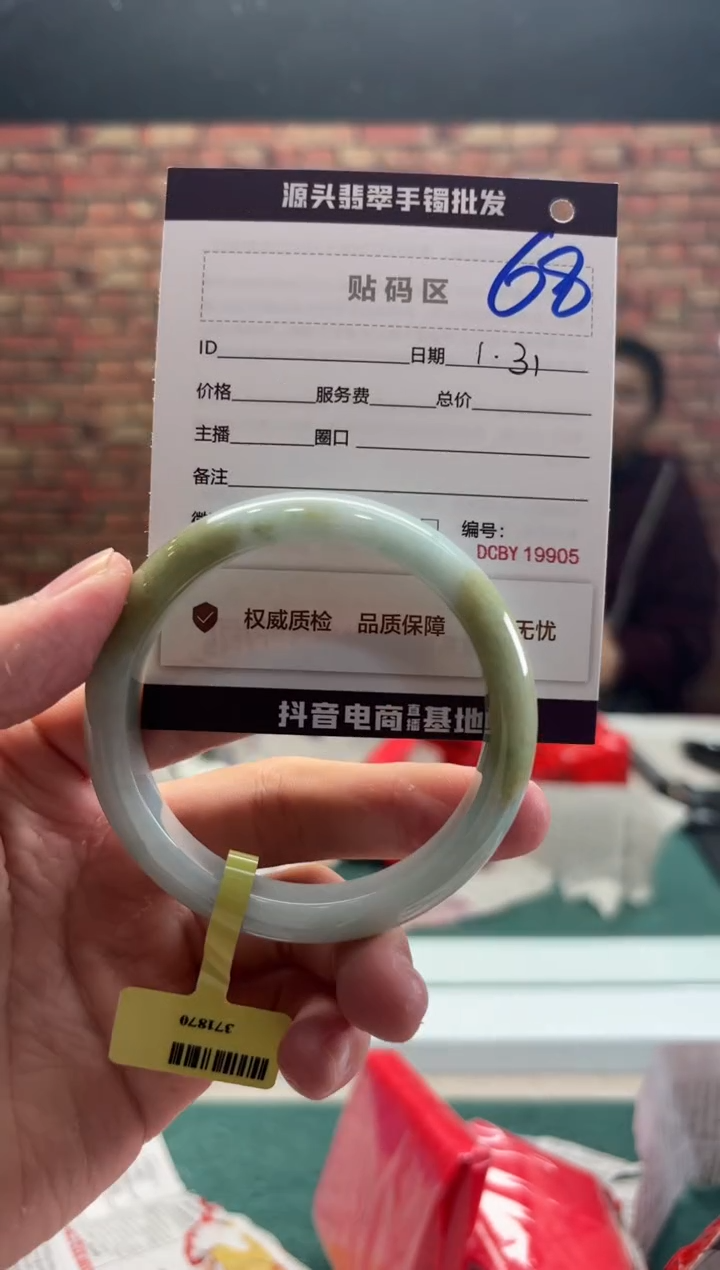 源头翡翠手镯批发
贴码区
68
ID 日期 1.31
价格 服务费 总价
主播 圈口
备注
微 编号:
DCBY 19905
权威质检 品质保障 无忧
抖音电商直播基地
371870